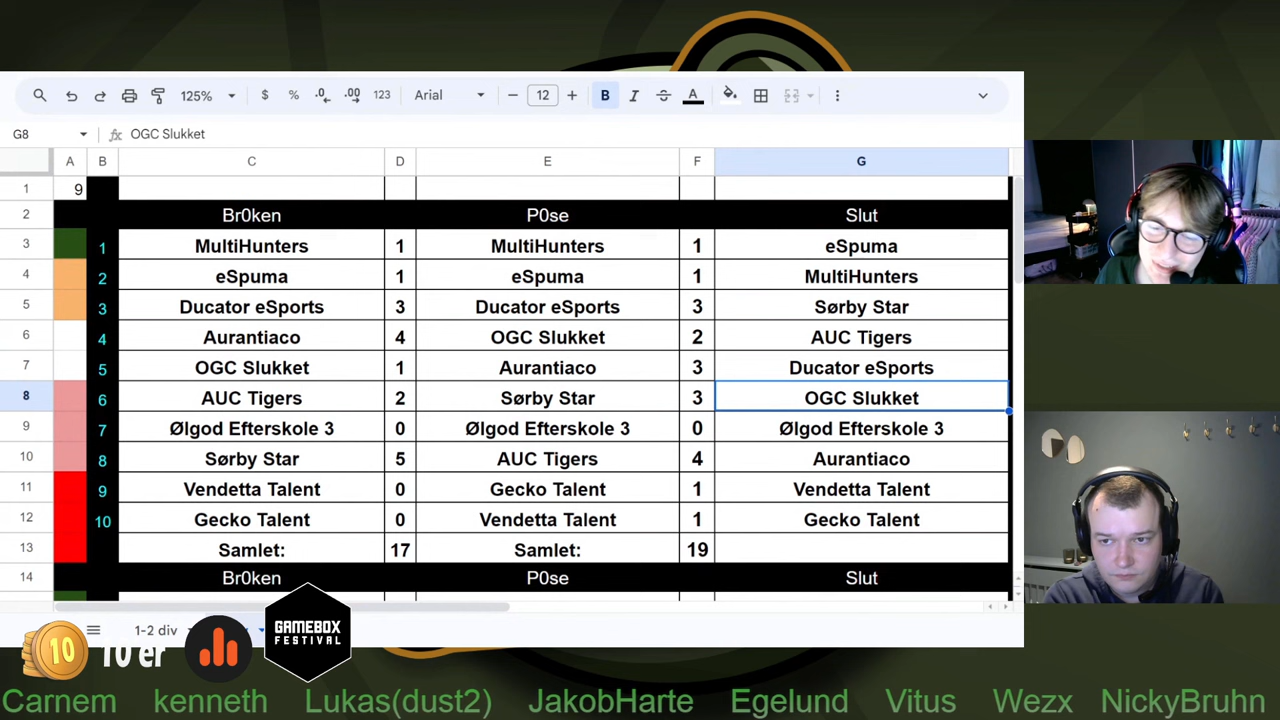 125% $ % .0 .00 123 Arial 12 B I A
G8 fx OGC Slukket
A B C D E F G
1 9
2 Br0ken P0se Slut
3 1 MultiHunters 1 MultiHunters 1 eSpuma
4 2 eSpuma 1 eSpuma 1 MultiHunters
5 3 Ducator eSports 3 Ducator eSports 3 Sørby Star
6 4 Aurantiaco 4 OGC Slukket 2 AUC Tigers
7 5 OGC Slukket 1 Aurantiaco 3 Ducator eSports
8 6 AUC Tigers 2 Sørby Star 3 OGC Slukket
9 7 Ølgod Efterskole 3 0 Ølgod Efterskole 3 0 Ølgod Efterskole 3
10 8 Sørby Star 5 AUC Tigers 4 Aurantiaco
11 9 Vendetta Talent 0 Gecko Talent 1 Vendetta Talent
12 10 Gecko Talent 0 Vendetta Talent 1 Gecko Talent
13 Samlet: 17 Samlet: 19
14 Br0ken P0se Slut
1-2 div
10 10 er
GAMEBOX
FESTIVAL
Carnem kenneth Lukas(dust2) JakobHarte Egelund Vitus Wezx NickyBruhn